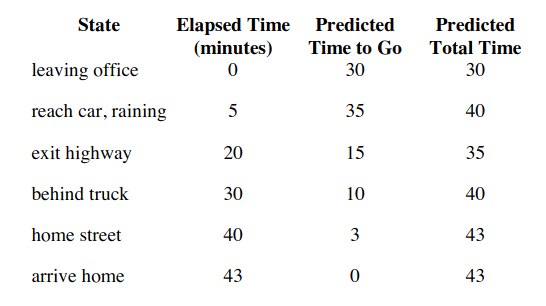 State Elapsed Time Predicted Predicted
(minutes) Time to Go Total Time
leaving office 0 30 30
reach car, raining 5 35 40
exit highway 20 15 35
behind truck 30 10 40
home street 40 3 43
arrive home 43 0 43